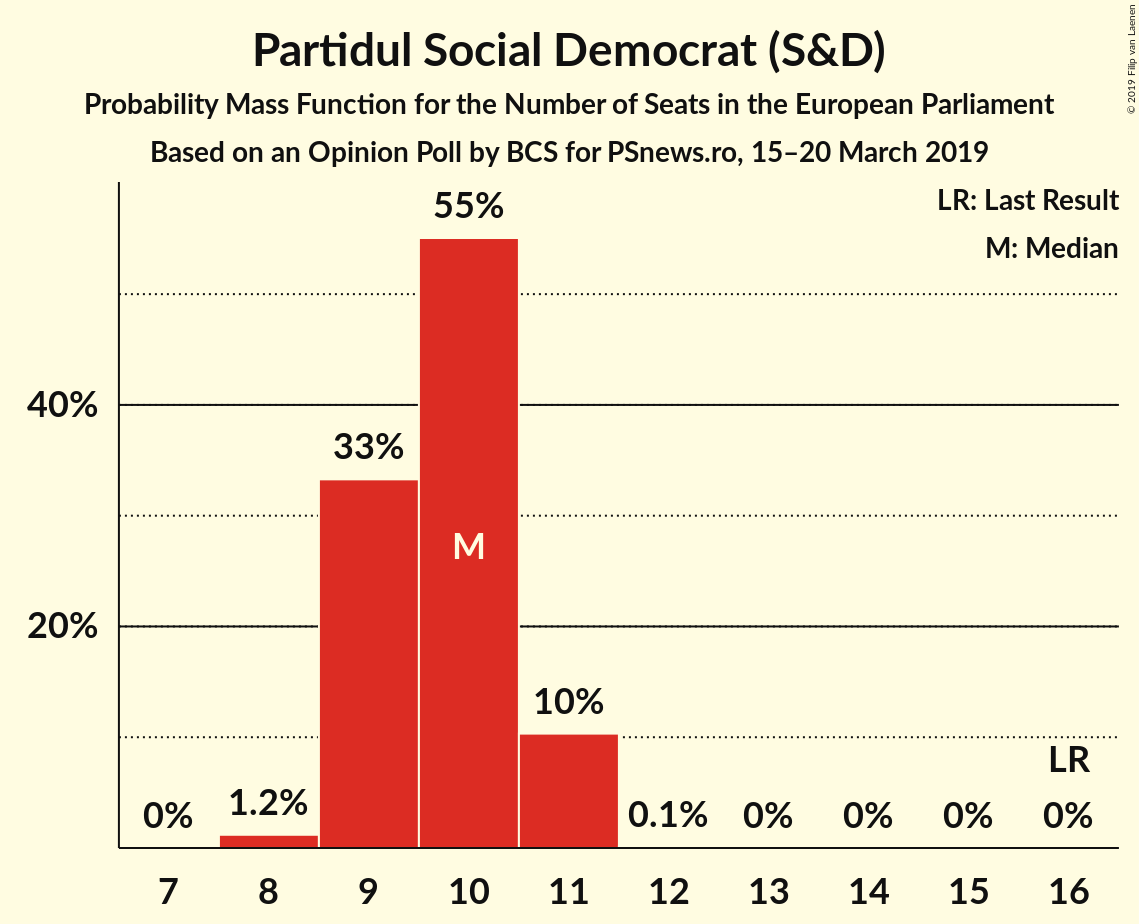 Partidul Social Democrat (S&D)
Probability Mass Function for the Number of Seats in the European Parliament
Based on an Opinion Poll by BCS for PSnews.ro, 15–20 March 2019
© 2019 Filip van Laenen
LR: Last Result
M: Median
55%
40%
33%
M
20%
10%
LR
0% 1.2% 0.1% 0% 0% 0% 0%
7 8 9 10 11 12 13 14 15 16